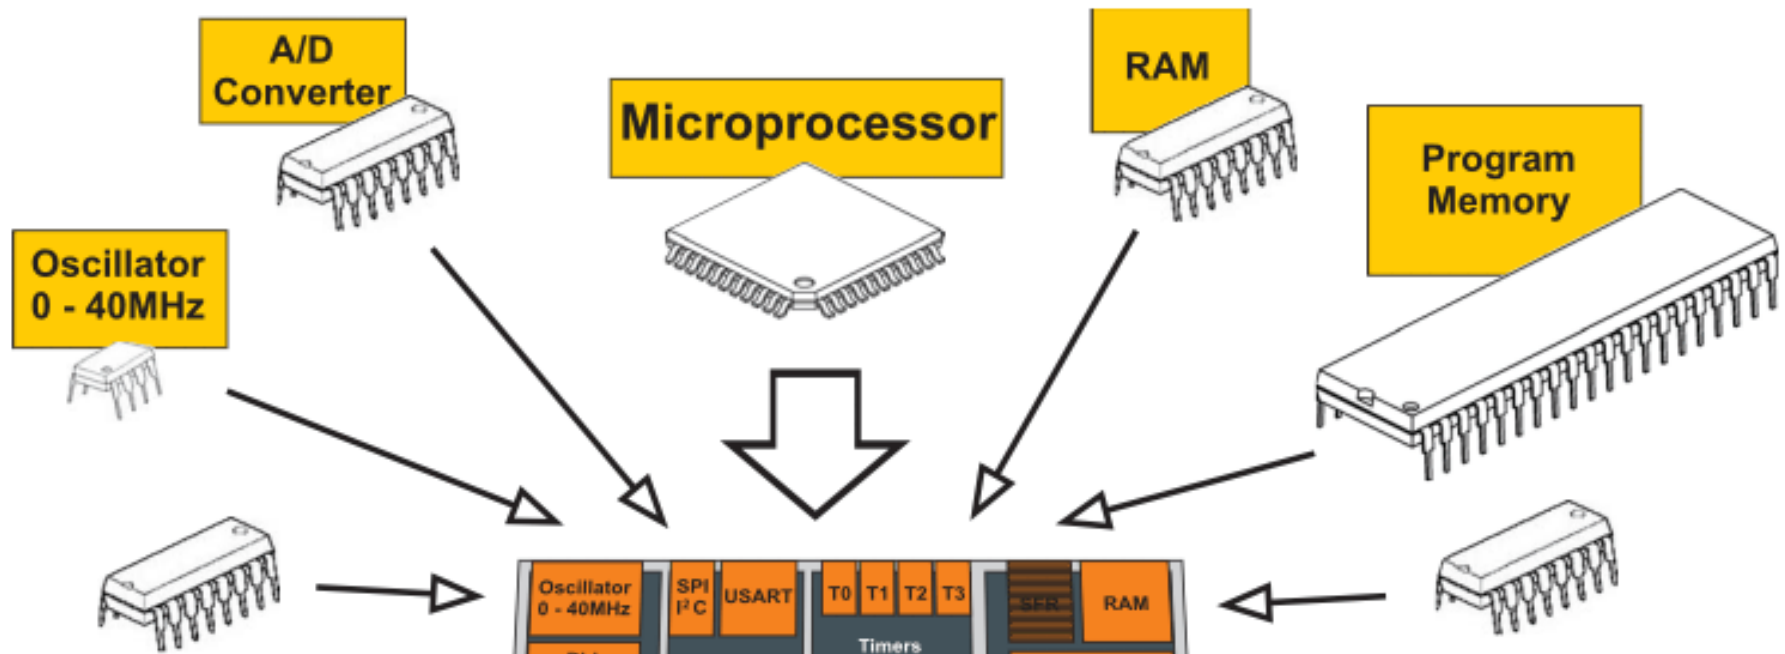 A/D
Converter
Microprocessor
RAM
Program
Memory
Oscillator
0 - 40MHz
Oscillator
0 - 40MHz
SPI
I²C
USART
T0 T1 T2 T3
SFR
RAM
Timers